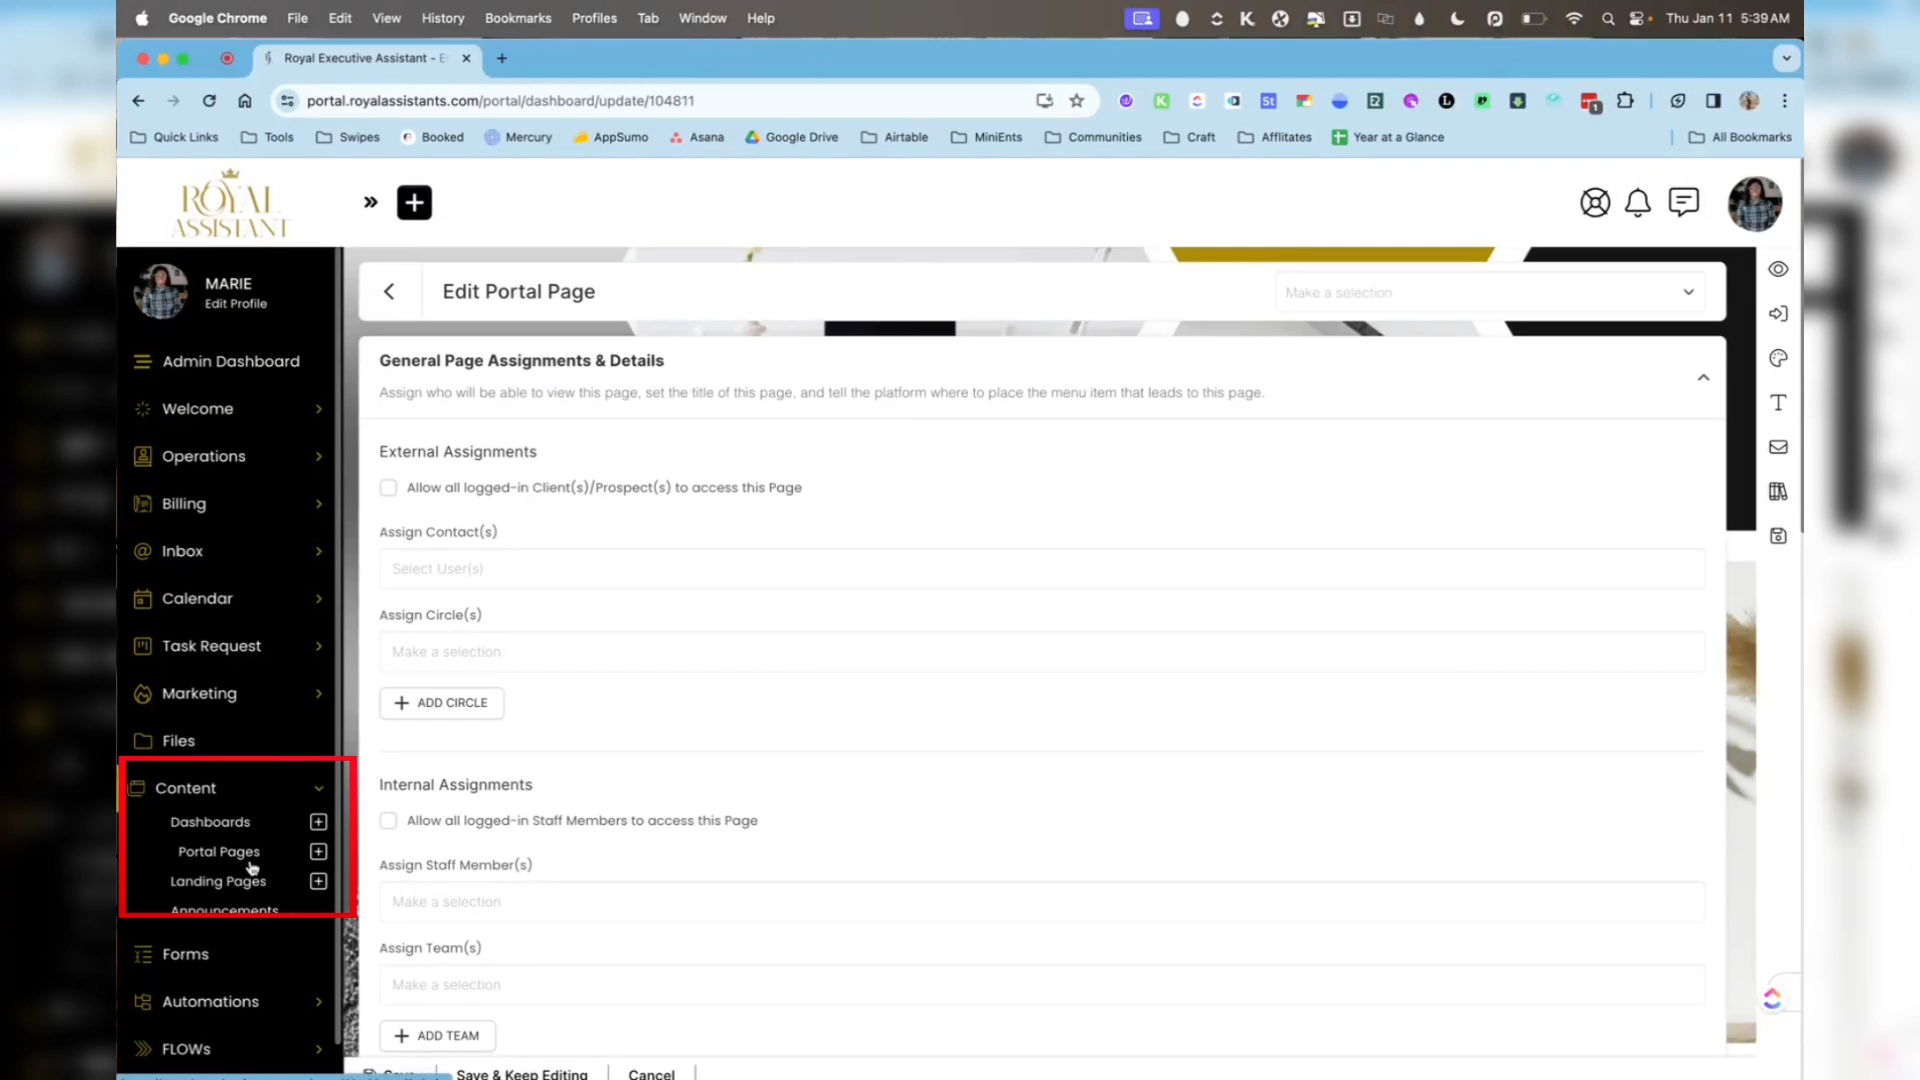 Google Chrome File Edit View History Bookmarks Profiles Tab Window Help
Thu Jan 11 5:39 AM
Royal Executive Assistant - E
portal.royalassistants.com/portal/dashboard/update/104811
Quick Links Tools Swipes Booked Mercury AppSumo Asana Google Drive Airtable MiniEnts Communities Craft Affiitates Year at a Glance All Bookmarks
ROYAL
ASSISTANT
MARIE
Edit Profile
Admin Dashboard
Welcome
Operations
Billing
Inbox
Calendar
Task Request
Marketing
Files
Content
Dashboards
Portal Pages
Landing Pages
Announcements
Forms
Automations
FLOWs
Edit Portal Page
Make a selection
General Page Assignments & Details
Assign who will be able to view this page, set the title of this page, and tell the platform where to place the menu item that leads to this page.
External Assignments
Allow all logged-in Client(s)/Prospect(s) to access this Page
Assign Contact(s)
Select User(s)
Assign Circle(s)
Make a selection
ADD CIRCLE
Internal Assignments
Allow all logged-in Staff Members to access this Page
Assign Staff Member(s)
Make a selection
Assign Team(s)
Make a selection
ADD TEAM
Save Save & Keep Editing Cancel